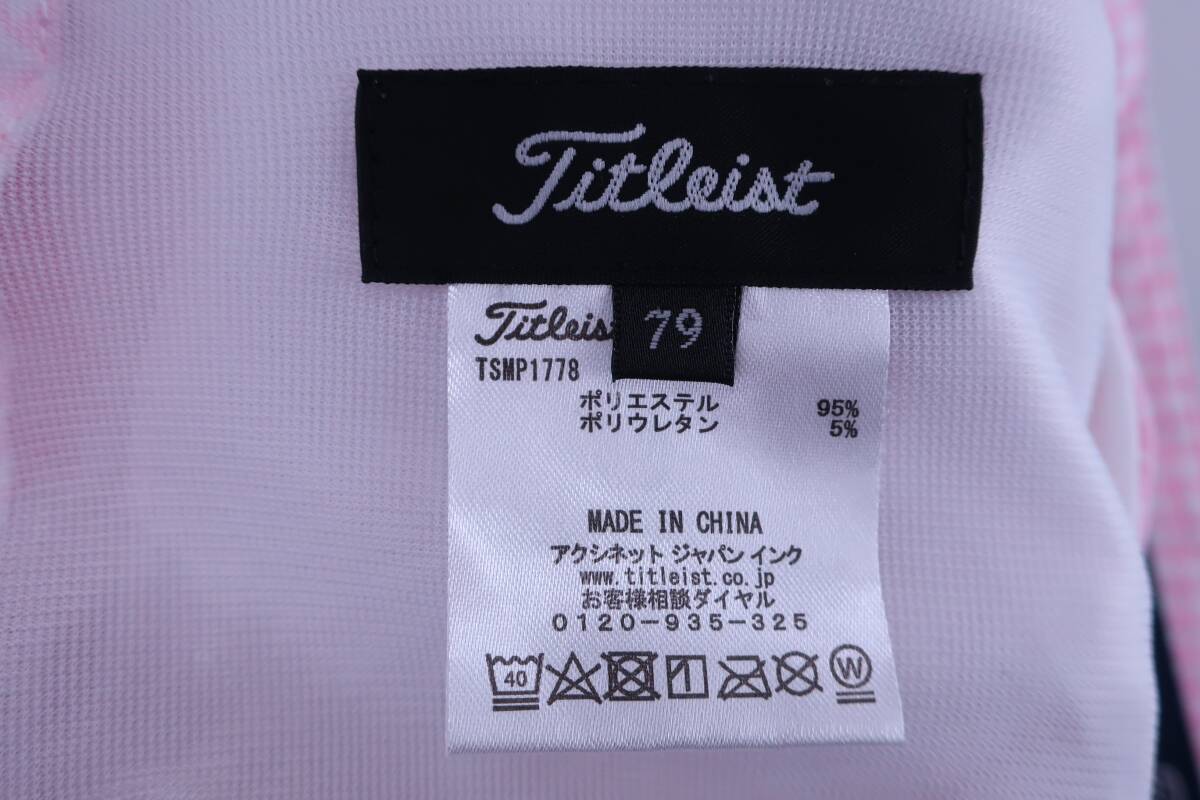 Titleist
79
Titleis
TSMP1778
ポリエステル 95%
ポリウレタン 5%
MADE IN CHINA
アクシネット ジャパン インク
www.titleist.co.jp
お客様相談ダイヤル
0120-935-325
40
W